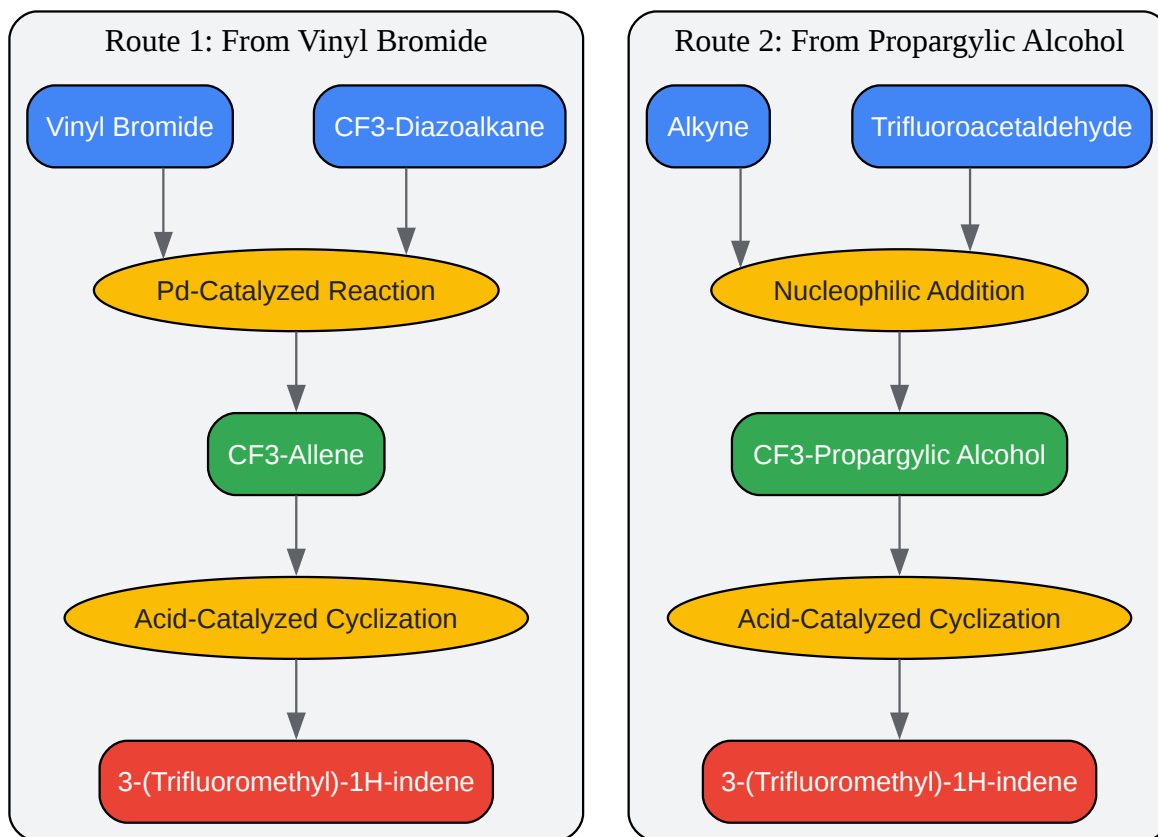 Route 1: From Vinyl Bromide
Vinyl Bromide
CF3-Diazoalkane
Pd-Catalyzed Reaction
CF3-Allene
Acid-Catalyzed Cyclization
3-(Trifluoromethyl)-1H-indene
Route 2: From Propargylic Alcohol
Alkyne
Trifluoroacetaldehyde
Nucleophilic Addition
CF3-Propargylic Alcohol
Acid-Catalyzed Cyclization
3-(Trifluoromethyl)-1H-indene